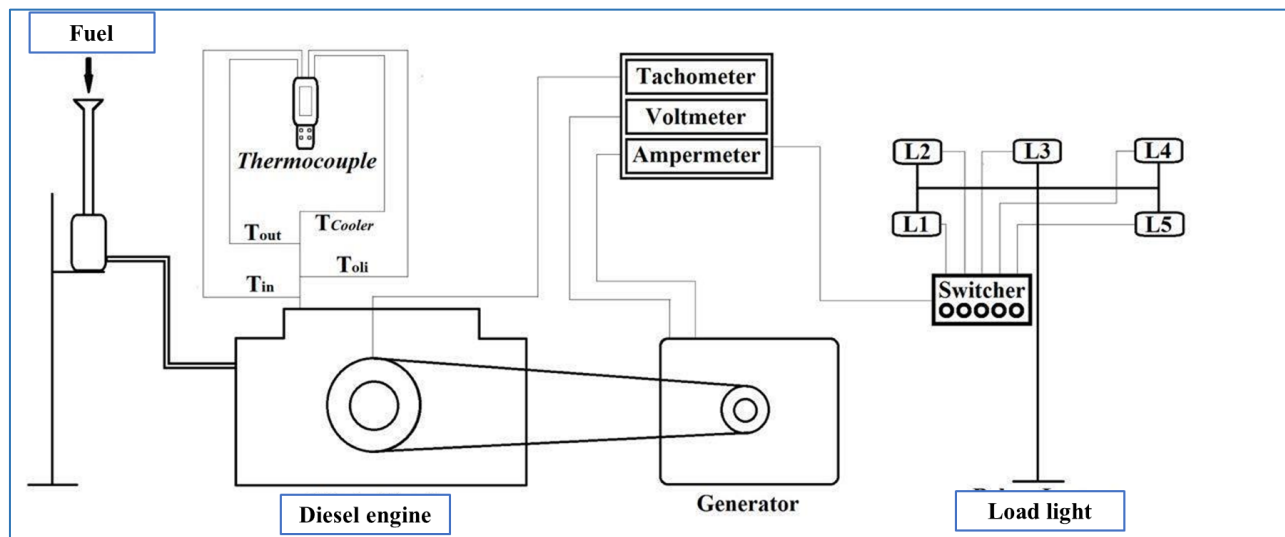 Fuel
Thermocouple
Tout
TCooler
Toli
Tin
Tachometer
Voltmeter
Ampermeter
L2
L3
L4
L1
L5
Switcher
Diesel engine
Generator
Load light